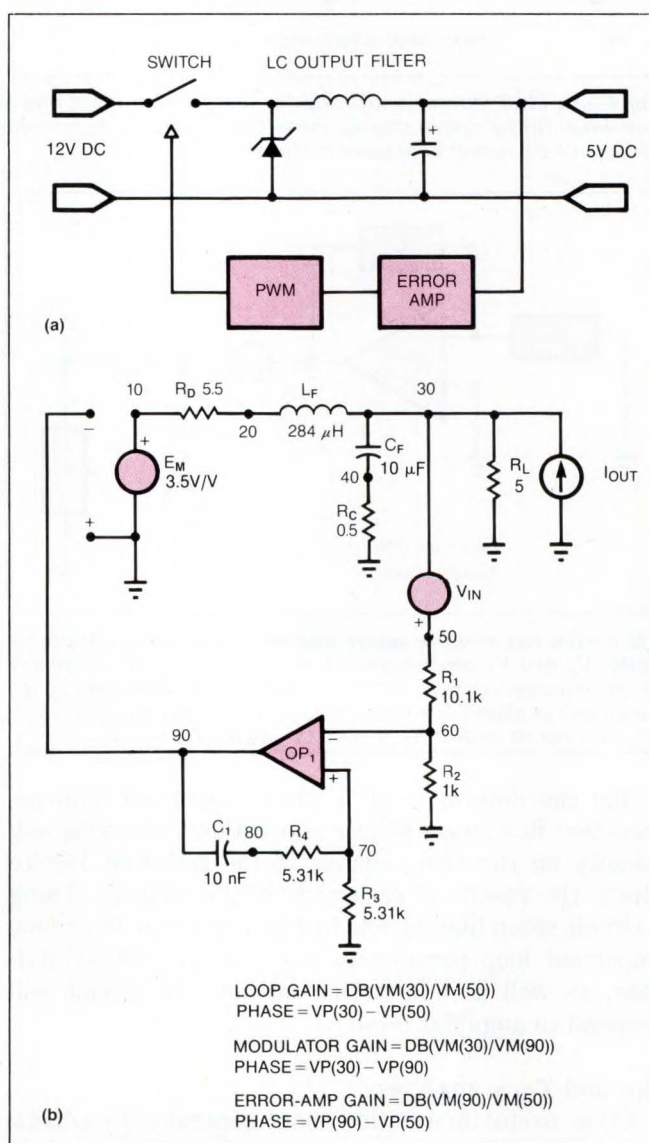 SWITCH
LC OUTPUT FILTER
+
12V DC
5V DC
PWM
ERROR
AMP
(a)
10
R_D 5.5
L_F
30
−
+
20
284 μH
E_M
3.5V/V
C_F
10 μF
40
R_C
0.5
R_L
5
I_OUT
+
V_IN
+
50
R_1
10.1k
90
−
60
OP_1
+
R_2
1k
C_1
80
R_4
70
10 nF
5.31k
R_3
5.31k
LOOP GAIN=DB(VM(30)/VM(50))
PHASE=VP(30)−VP(50)
MODULATOR GAIN=DB(VM(30)/VM(90))
PHASE=VP(30)−VP(90)
ERROR-AMP GAIN=DB(VM(90)/VM(50))
PHASE=VP(90)−VP(50)
(b)